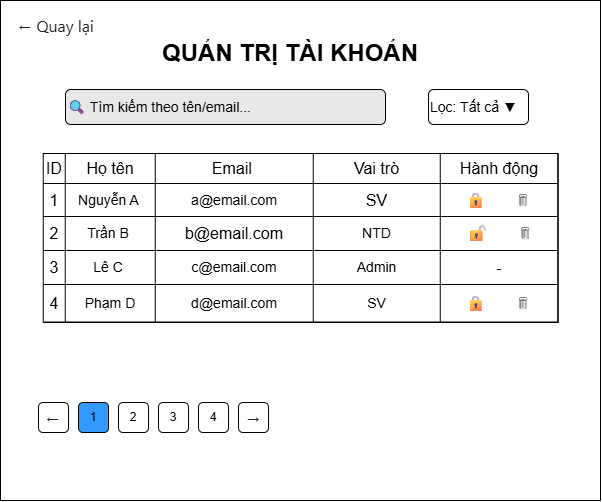 ← Quay lại
QUÁN TRỊ TÀI KHOÁN
Tìm kiếm theo tên/email... Lọc: Tất cả ▼
ID Họ tên Email Vai trò Hành động
1 Nguyễn A a@email.com SV
2 Trần B b@email.com NTD
3 Lê C c@email.com Admin -
4 Phạm D d@email.com SV
← 1 2 3 4 →